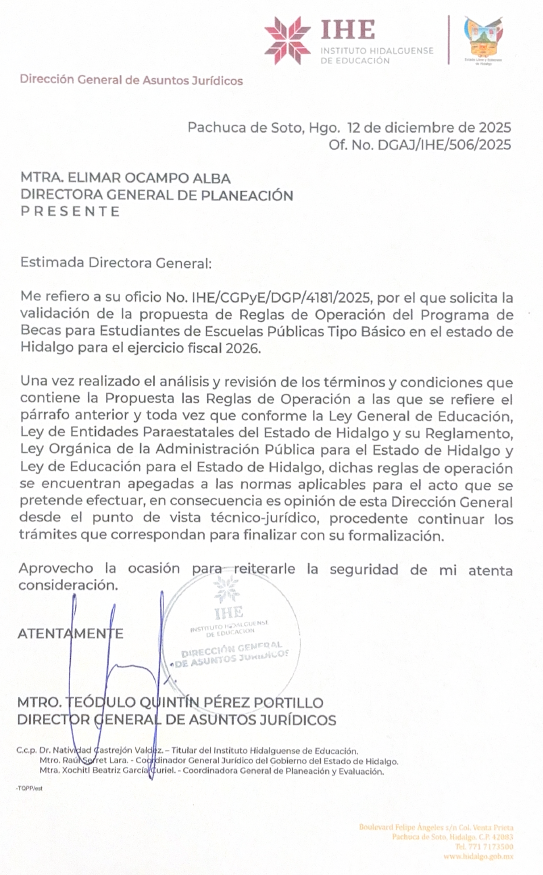 IHE
INSTITUTO HIDALGUENSE
DE EDUCACIÓN
Dirección General de Asuntos Jurídicos
Pachuca de Soto, Hgo. 12 de diciembre de 2025
Of. No. DGAJ/IHE/506/2025
MTRA. ELIMAR OCAMPO ALBA
DIRECTORA GENERAL DE PLANEACIÓN
P R E S E N T E
Estimada Directora General:
Me refiero a su oficio No. IHE/CGPyE/DGP/4181/2025, por el que solicita la
validación de la propuesta de Reglas de Operación del Programa de
Becas para Estudiantes de Escuelas Públicas Tipo Básico en el estado de
Hidalgo para el ejercicio fiscal 2026.
Una vez realizado el análisis y revisión de los términos y condiciones que
contiene la Propuesta las Reglas de Operación a las que se refiere el
párrafo anterior y toda vez que conforme la Ley General de Educación,
Ley de Entidades Paraestatales del Estado de Hidalgo y su Reglamento,
Ley Orgánica de la Administración Pública para el Estado de Hidalgo y
Ley de Educación para el Estado de Hidalgo, dichas reglas de operación
se encuentran apegadas a las normas aplicables para el acto que se
pretende efectuar, en consecuencia es opinión de esta Dirección General
desde el punto de vista técnico-jurídico, procedente continuar los
trámites que correspondan para finalizar con su formalización.
Aprovecho la ocasión para reiterarle la seguridad de mi atenta
consideración.
IHE
INSTITUTO HIDALGUENSE
DE EDUCACIÓN
DIRECCIÓN GENERAL
DE ASUNTOS JURÍDICOS
ATENTAMENTE
MTRO. TEÓDULO QUINTÍN PÉREZ PORTILLO
DIRECTOR GENERAL DE ASUNTOS JURÍDICOS
C.c.p. Dr. Natividad Castrejón Valdez. – Titular del Instituto Hidalguense de Educación.
Mtro. Raúl Serret Lara. - Coordinador General Jurídico del Gobierno del Estado de Hidalgo.
Mtra. Xochitl Beatriz García Curiel. - Coordinadora General de Planeación y Evaluación.
Boulevard Felipe Ángeles s/n Col. Venta Prieta
Pachuca de Soto, Hidalgo, C.P. 42083
Tel. 771 7173500
www.hidalgo.gob.mx